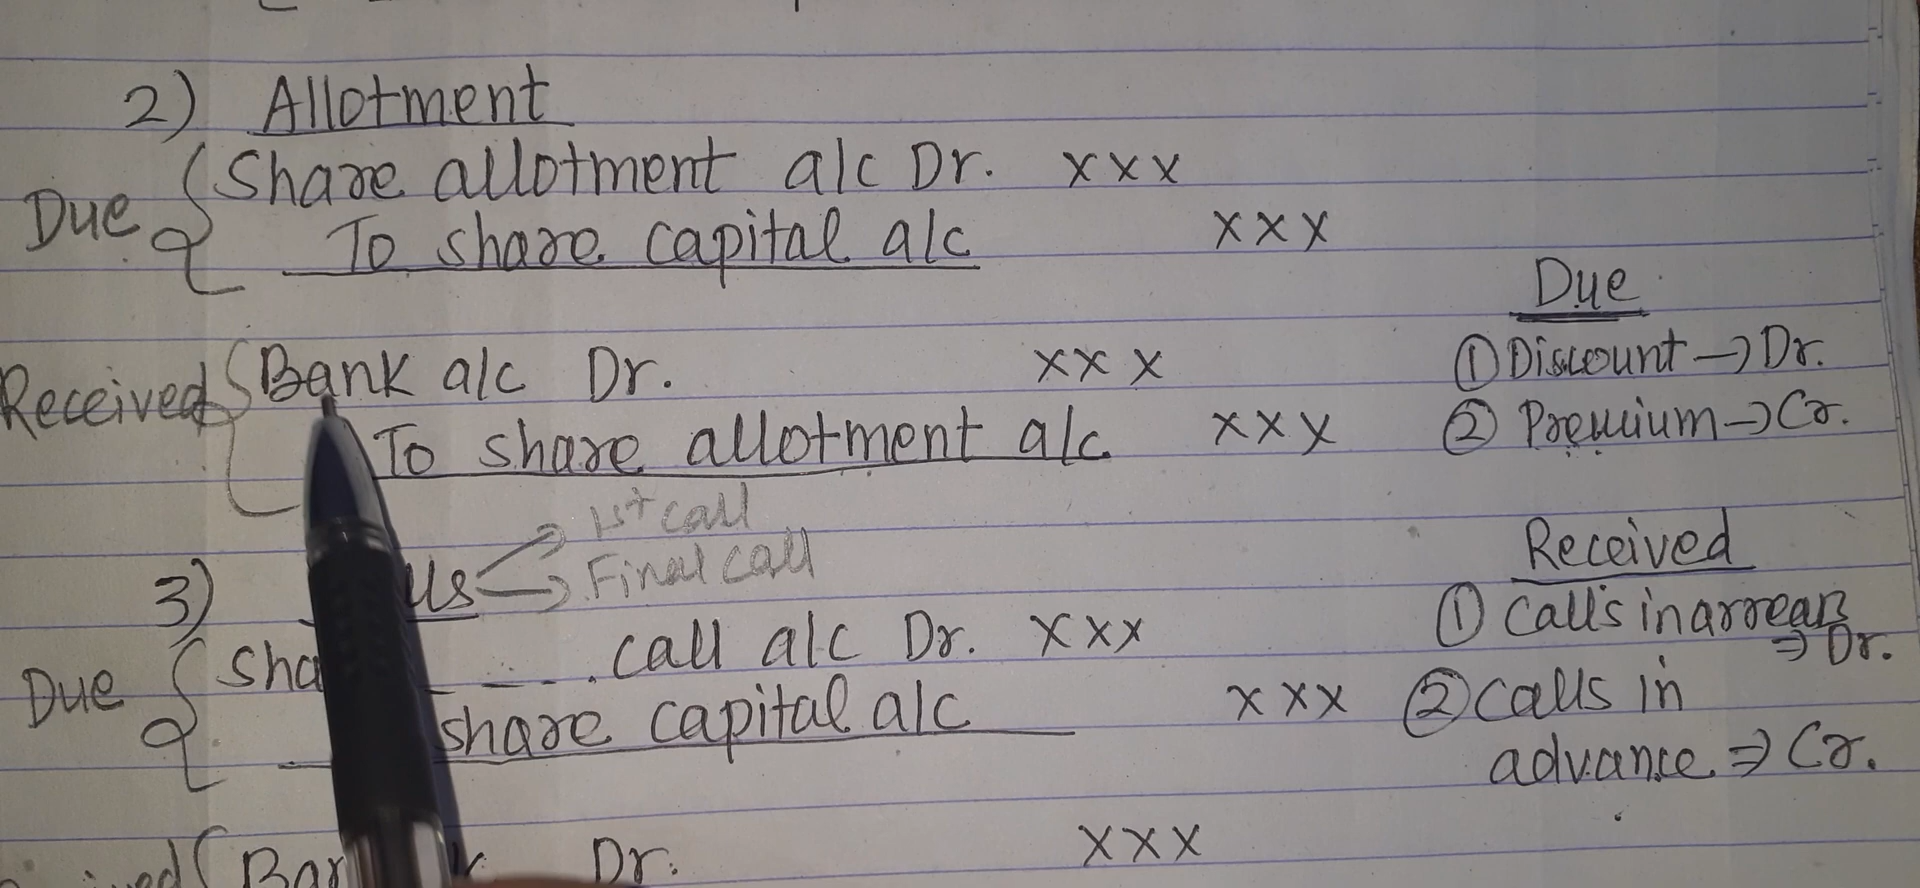 2) Allotment
Due { Share allotment a/c Dr. xxx
To share capital a/c xxx
Received { Bank a/c Dr. xxx
To share allotment a/c xxx
1st call
3) lls Final call
Due { Sha call a/c Dr. xxx
share capital a/c xxx
Bank Dr. xxx
Due
① Discount → Dr.
② Premium → Cr.
Received
① Calls in arrears
⇒ Dr.
② Calls in
advance ⇒ Cr.